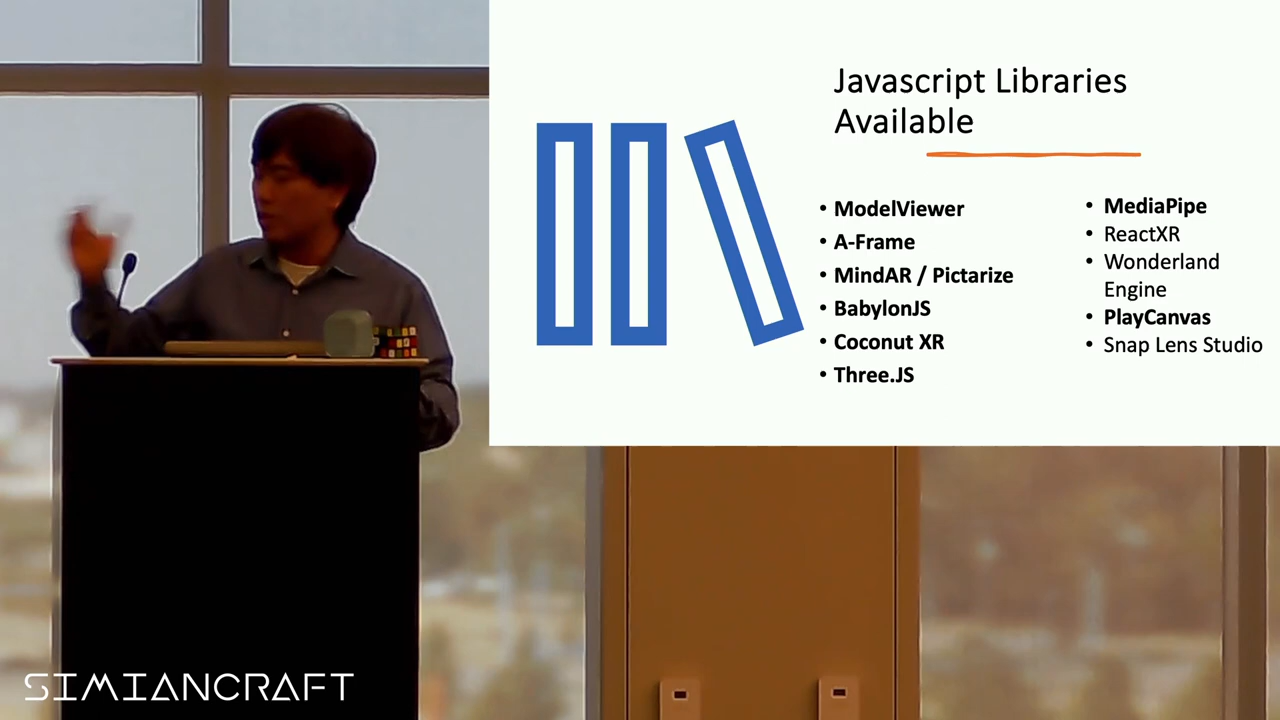 Javascript Libraries
Available
• ModelViewer
• A-Frame
• MindAR / Pictarize
• BabylonJS
• Coconut XR
• Three.JS
• MediaPipe
• ReactXR
• Wonderland
Engine
• PlayCanvas
• Snap Lens Studio
SIMIANCRAFT